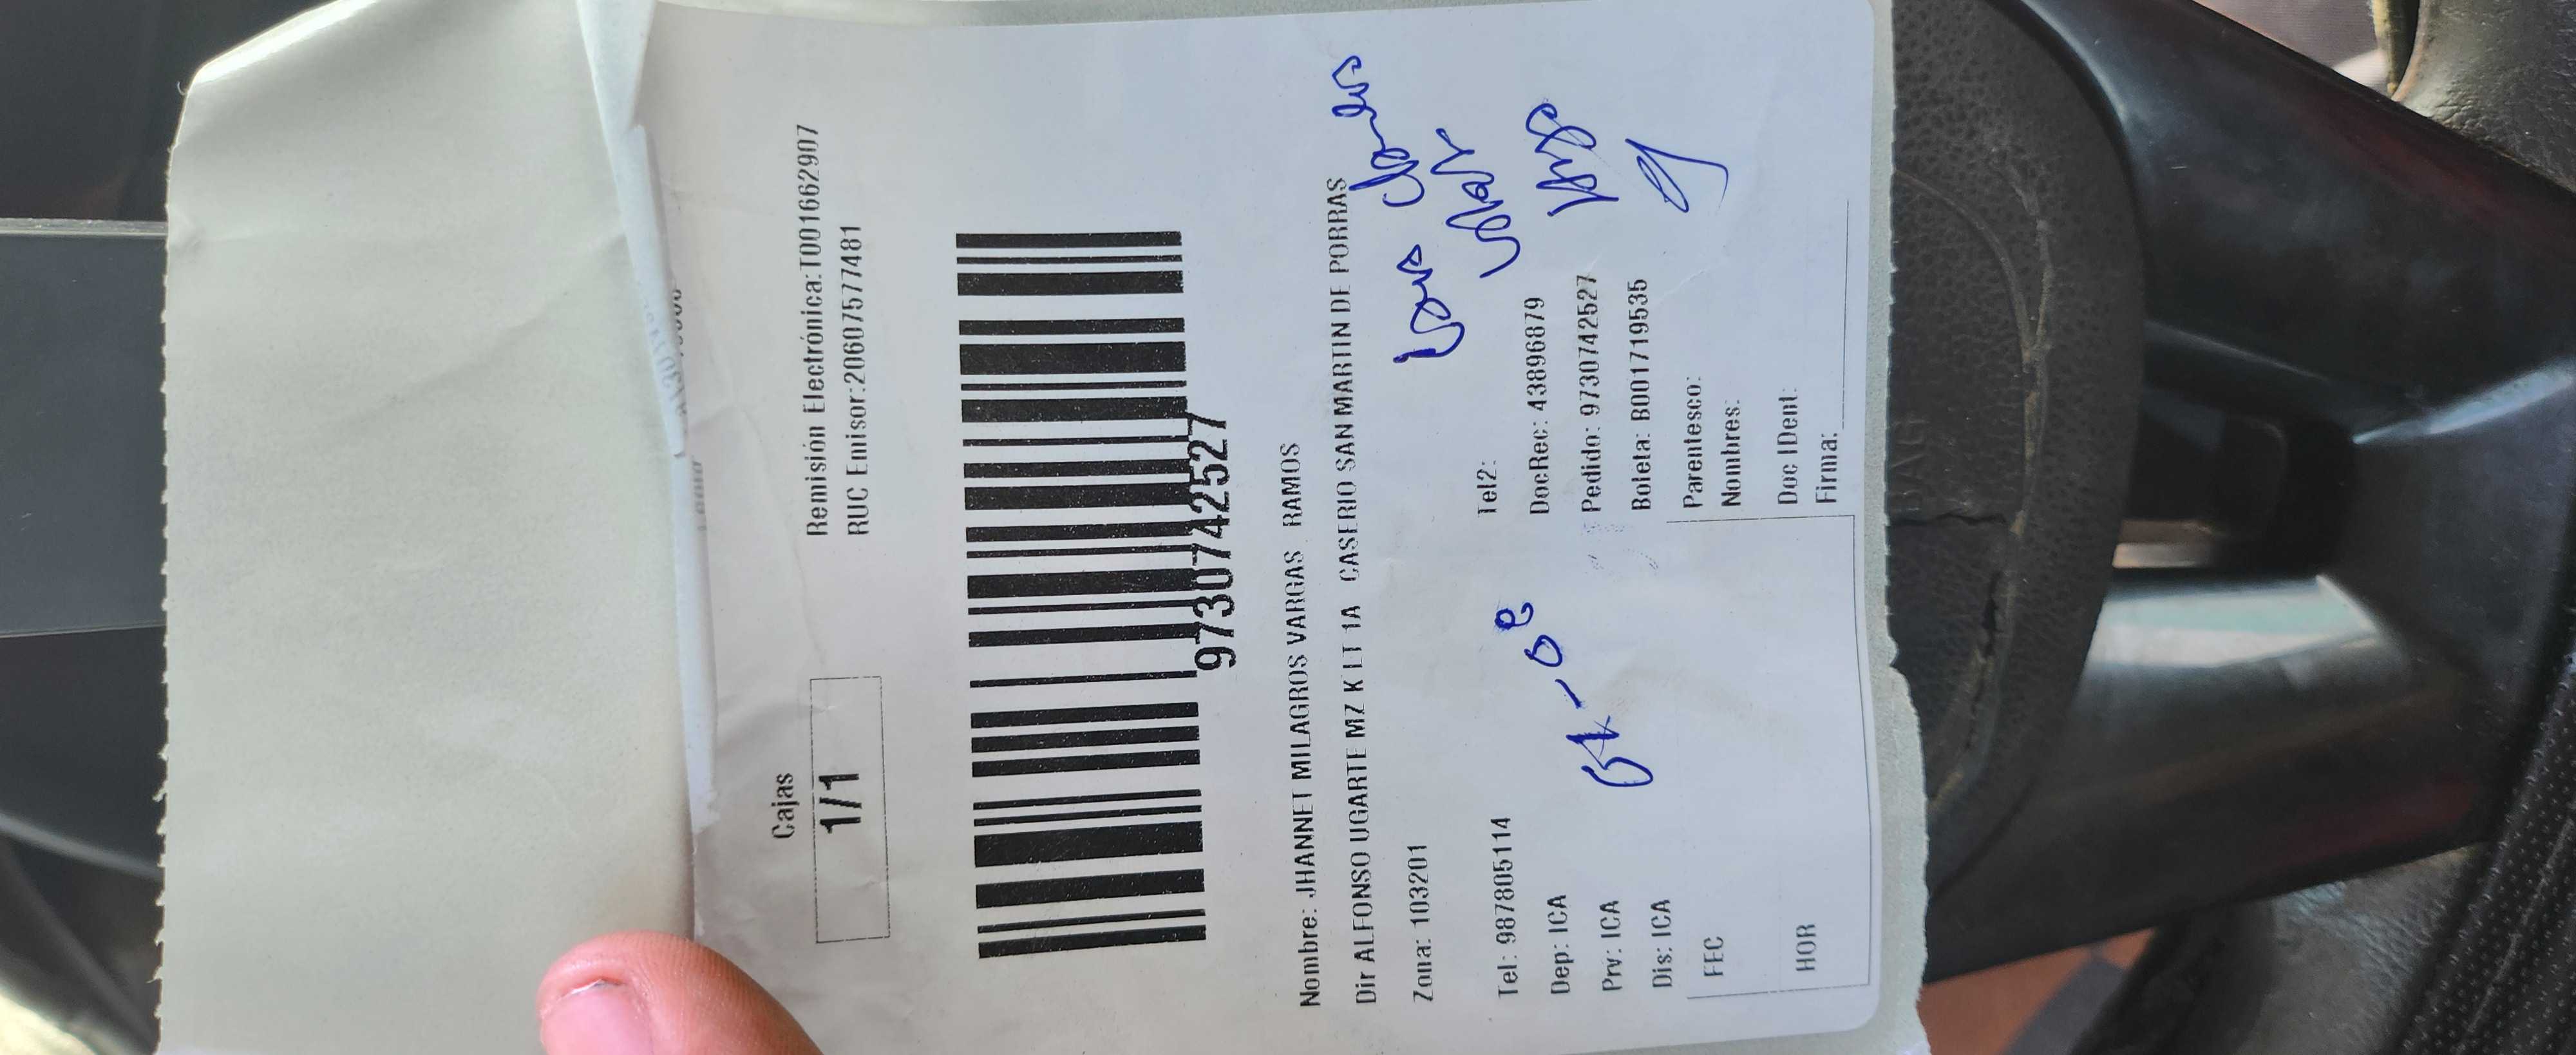 Remisión Electrónica:T001662907
RUC Emisor:20607577481
Cajas
1/1
9730742527
Nombre: JHANNET MILAGROS VARGAS RAMOS
Dir ALFONSO UGARTE MZ K LT 1A CASERIO SAN MARTIN DE PORRAS
Zona: 103201
Tel: 987805114
Tel2:
Dep: ICA
DocRec: 43896879
Prv: ICA
Pedido: 9730742527
Dis: ICA
Boleta: B001719535
FEC
Parentesco:
Nombres:
HOR
Doc IDent:
Firma: